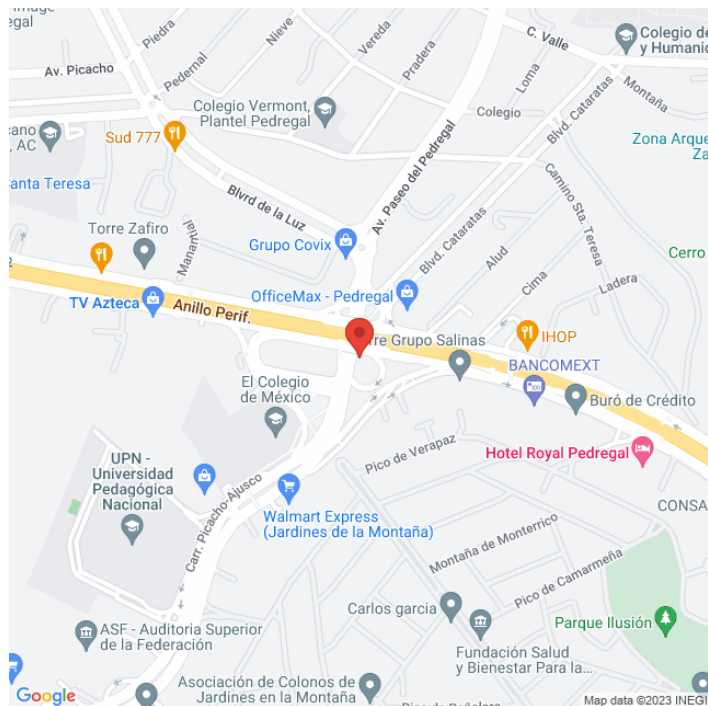 Image
egal
Piedra
Nieve
Vereda
Pradera
C. Valle
Colegio de
y Humanid
Av. Picacho
Pedernal
Loma
Montaña
Colegio
Colegio Vermont,
Plantel Pedregal
Blvd. Cataratas
cano
, AC
Sud 777
Zona Arque
Za
Av. Paseo del Pedregal
Santa Teresa
Camino Sta. Teresa
Blvrd de la Luz
Torre Zafiro
Manantial
Grupo Covix
Blvd. Cataratas
Alud
Cima
Ladera
Cerro
2
OfficeMax - Pedregal
TV Azteca
Anillo Perif.
rre Grupo Salinas
IHOP
BANCOMEXT
El Colegio
de México
Buró de Crédito
Pico de Verapaz
Hotel Royal Pedregal
UPN -
Universidad
Pedagógica
Nacional
Carr. Picacho-Ajusco
CONSA
Walmart Express
(Jardines de la Montaña)
Montaña de Monterrico
Pico de Camarmeña
Carlos garcia
Parque Ilusión
ASF - Auditoria Superior
de la Federación
Fundación Salud
y Bienestar Para la...
Asociación de Colonos de
Jardines en la Montaña
Google
Map data ©2023 INEGI